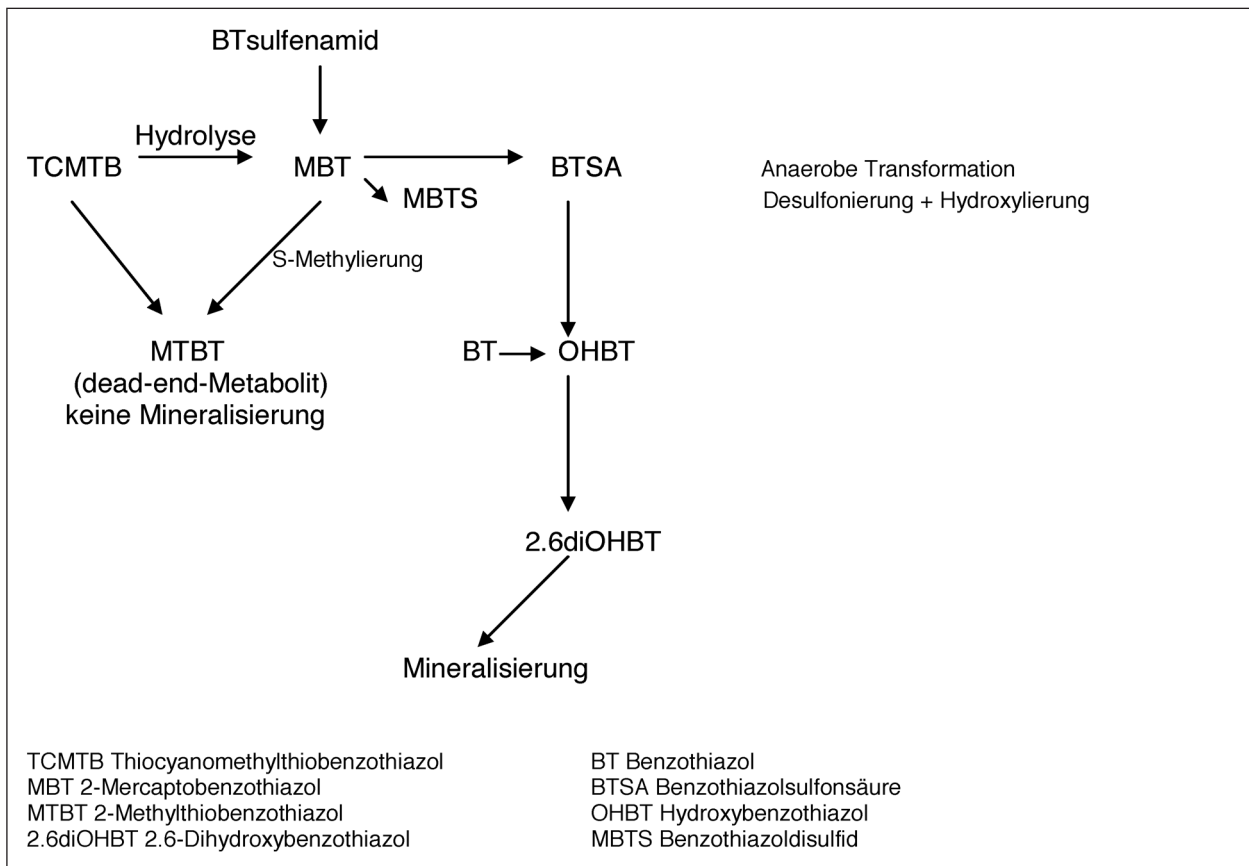 BTsulfenamid
Hydrolyse
TCMTB
MBT
BTSA
Anaerobe Transformation
MBTS
Desulfonierung + Hydroxylierung
S-Methylierung
MTBT
BT
OHBT
(dead-end-Metabolit)
keine Mineralisierung
2.6diOHBT
Mineralisierung
TCMTB Thiocyanomethylthiobenzothiazol
MBT 2-Mercaptobenzothiazol
MTBT 2-Methylthiobenzothiazol
2.6diOHBT 2.6-Dihydroxybenzothiazol
BT Benzothiazol
BTSA Benzothiazolsulfonsäure
OHBT Hydroxybenzothiazol
MBTS Benzothiazoldisulfid